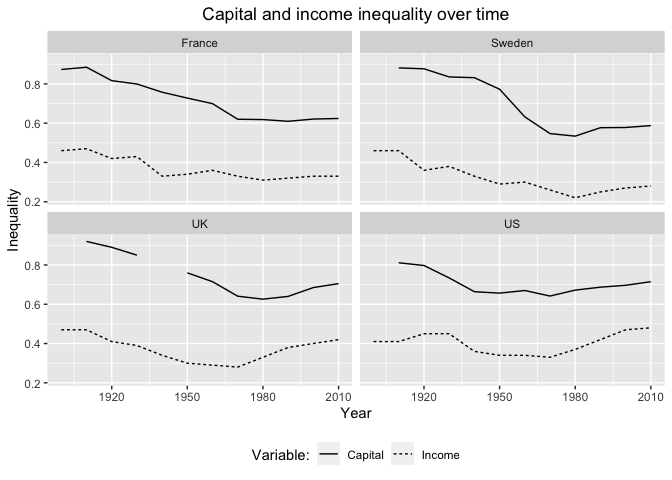 Capital and income inequality over time
France
Sweden
0.8
0.6
0.4
0.2
UK
US
0.8
0.6
0.4
0.2
Inequality
1920 1950 1980 2010 1920 1950 1980 2010
Year
Variable: Capital Income